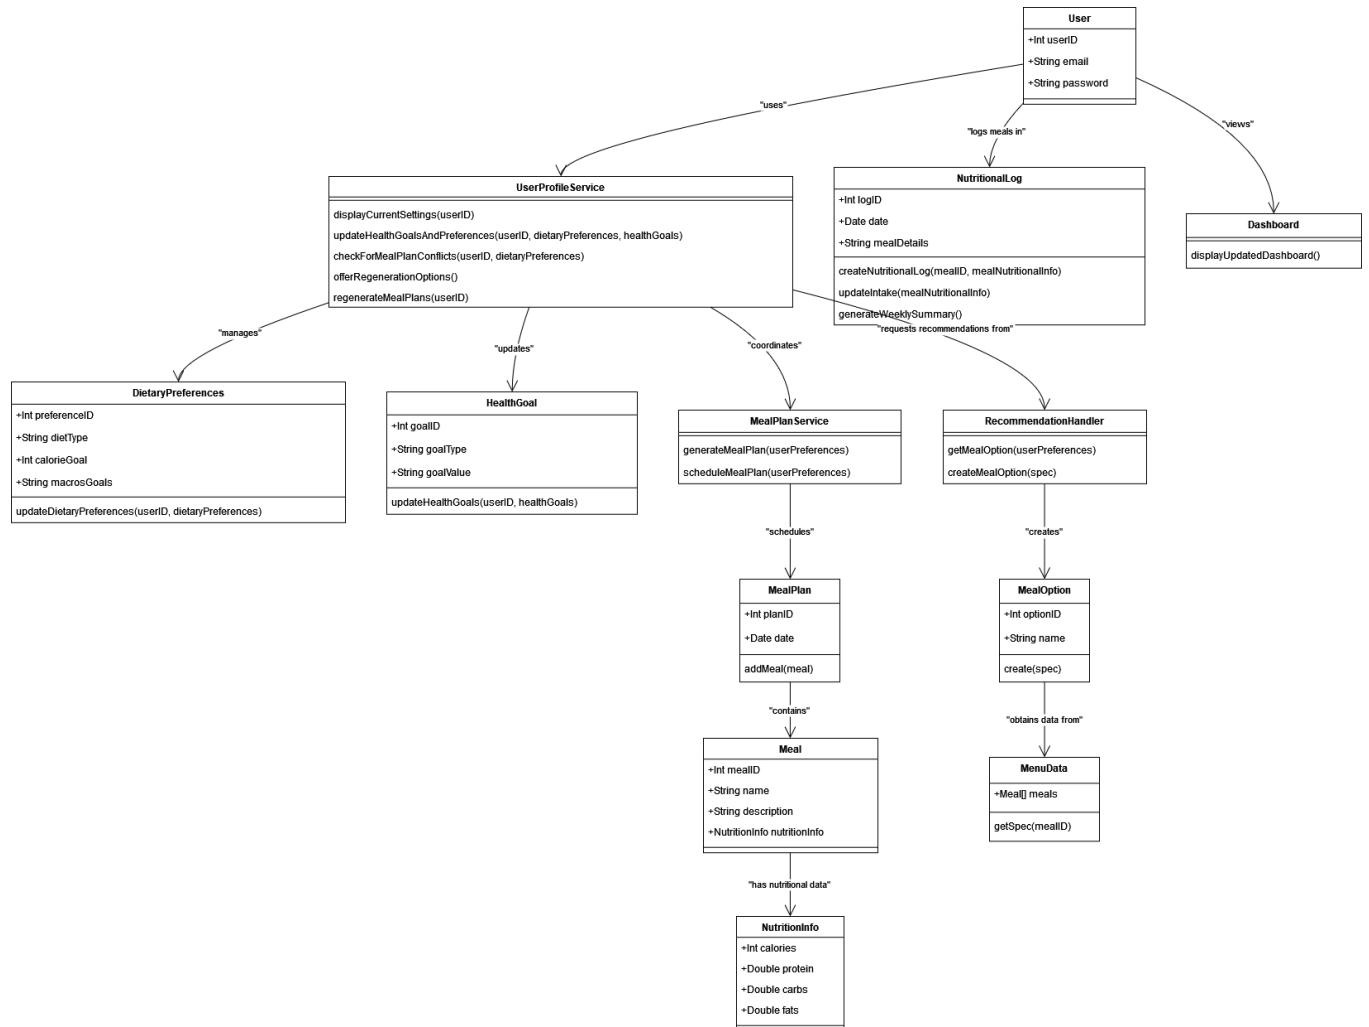 User
+Int userID
+String email
+String password
"uses"
"logs meals in"
"views"
UserProfileService
displayCurrentSettings(userID)
updateHealthGoalsAndPreferences(userID, dietaryPreferences, healthGoals)
checkForMealPlanConflicts(userID, dietaryPreferences)
offerRegenerationOptions()
regenerateMealPlans(userID)
NutritionalLog
+Int logID
+Date date
+String mealDetails
createNutritionalLog(mealID, mealNutritionalInfo)
updateIntake(mealNutritionalInfo)
generateWeeklySummary()
Dashboard
displayUpdatedDashboard()
"manages"
"updates"
"coordinates"
"requests recommendations from"
DietaryPreferences
+Int preferenceID
+String dietType
+Int calorieGoal
+String macrosGoals
updateDietaryPreferences(userID, dietaryPreferences)
HealthGoal
+Int goalID
+String goalType
+String goalValue
updateHealthGoals(userID, healthGoals)
MealPlanService
generateMealPlan(userPreferences)
scheduleMealPlan(userPreferences)
RecommendationHandler
getMealOption(userPreferences)
createMealOption(spec)
"schedules"
"creates"
MealPlan
+Int planID
+Date date
addMeal(meal)
MealOption
+Int optionID
+String name
create(spec)
"contains"
"obtains data from"
Meal
+Int mealID
+String name
+String description
+NutritionInfo nutritionInfo
MenuData
+Meal[] meals
getSpec(mealID)
"has nutritional data"
NutritionInfo
+Int calories
+Double protein
+Double carbs
+Double fats